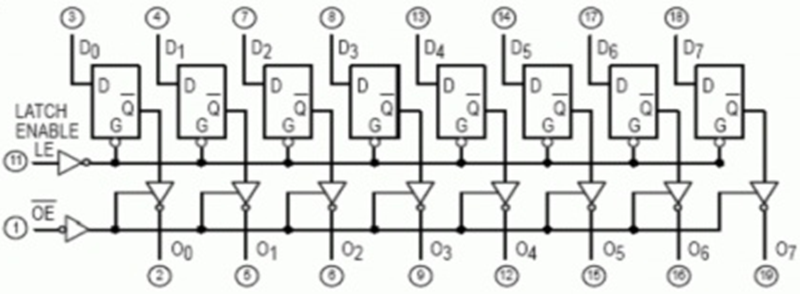 3 4 7 8 13 14 17 18
D0 D1 D2 D3 D4 D5 D6 D7
D D D D D D D D
Q̅ Q̅ Q̅ Q̅ Q̅ Q̅ Q̅ Q̅
G G G G G G G G
LATCH
ENABLE
LE
11
O̅E̅
1
O0 O1 O2 O3 O4 O5 O6 O7
2 5 6 9 12 15 16 19